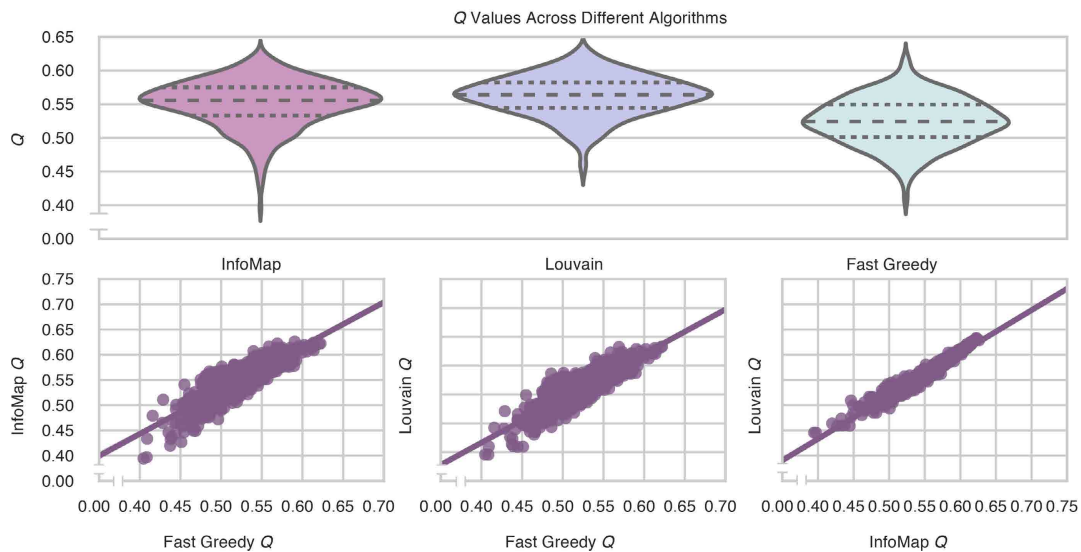 Q Values Across Different Algorithms
0.65
0.60
0.55
0.50
0.45
0.40
0.00
Q
InfoMap
Louvain
Fast Greedy
0.75
0.70
0.65
0.60
0.55
0.50
0.45
0.40
0.00
InfoMap Q
Louvain Q
Louvain Q
0.00 0.40 0.45 0.50 0.55 0.60 0.65 0.70
0.00 0.40 0.45 0.50 0.55 0.60 0.65 0.70
0.00 0.40 0.45 0.50 0.55 0.60 0.65 0.70 0.75
Fast Greedy Q
Fast Greedy Q
InfoMap Q